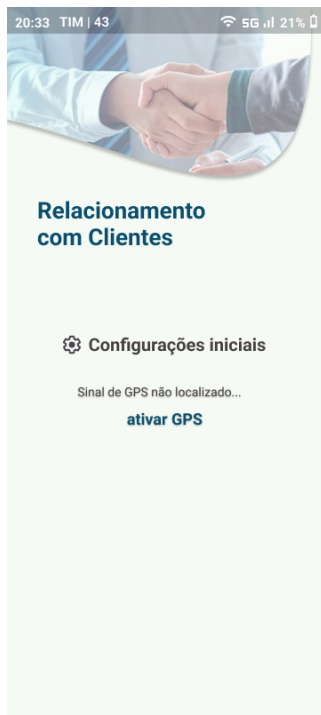 20:33 TIM | 43 5G 21%
Relacionamento
com Clientes
Configurações iniciais
Sinal de GPS não localizado...
ativar GPS